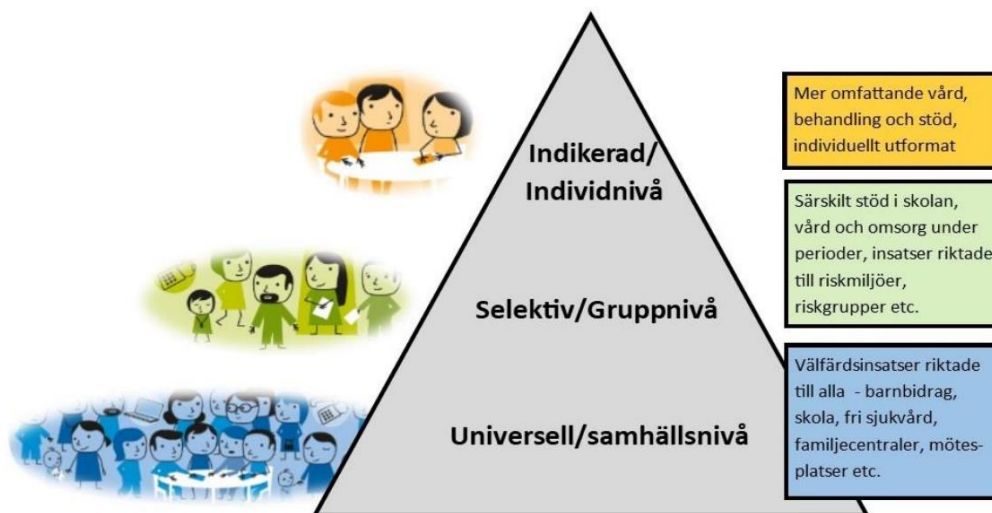 Indikerad/
Individnivå
Mer omfattande vård,
behandling och stöd,
individuellt utformat
Selektiv/Gruppnivå
Särskilt stöd i skolan,
vård och omsorg under
perioder, insatser riktade
till riskmiljöer,
riskgrupper etc.
Universell/samhällsnivå
Välfärdsinsatser riktade
till alla - barnbidrag,
skola, fri sjukvård,
familjecentraler, mötes-
platser etc.